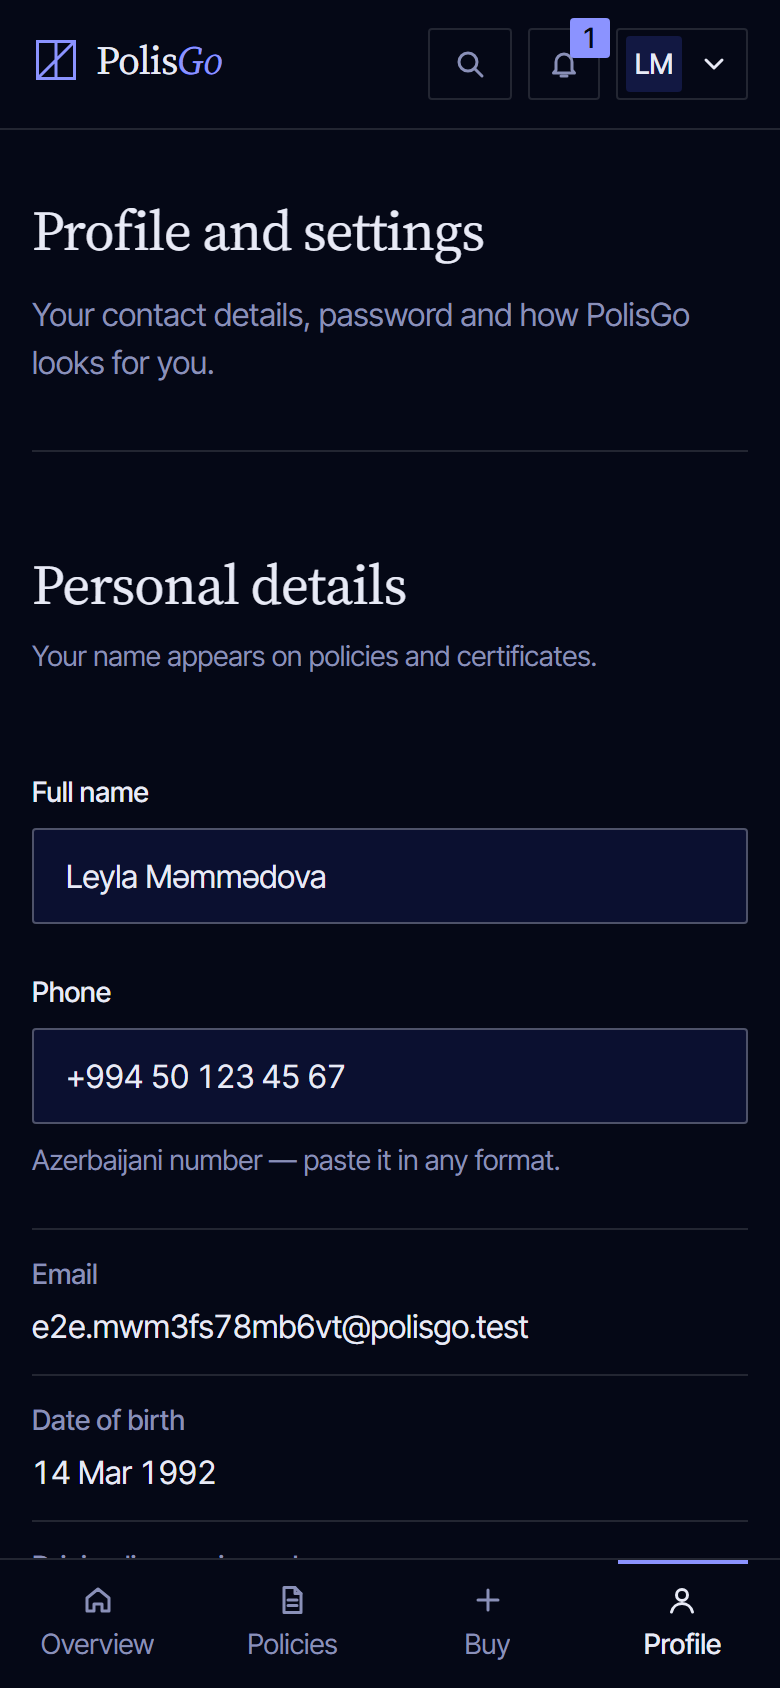 PolisGo
1
LM
Profile and settings
Your contact details, password and how PolisGo
looks for you.
Personal details
Your name appears on policies and certificates.
Full name
Leyla Məmmədova
Phone
+994 50 123 45 67
Azerbaijani number — paste it in any format.
Email
e2e.mwm3fs78mb6vt@polisgo.test
Date of birth
14 Mar 1992
Overview
Policies
Buy
Profile